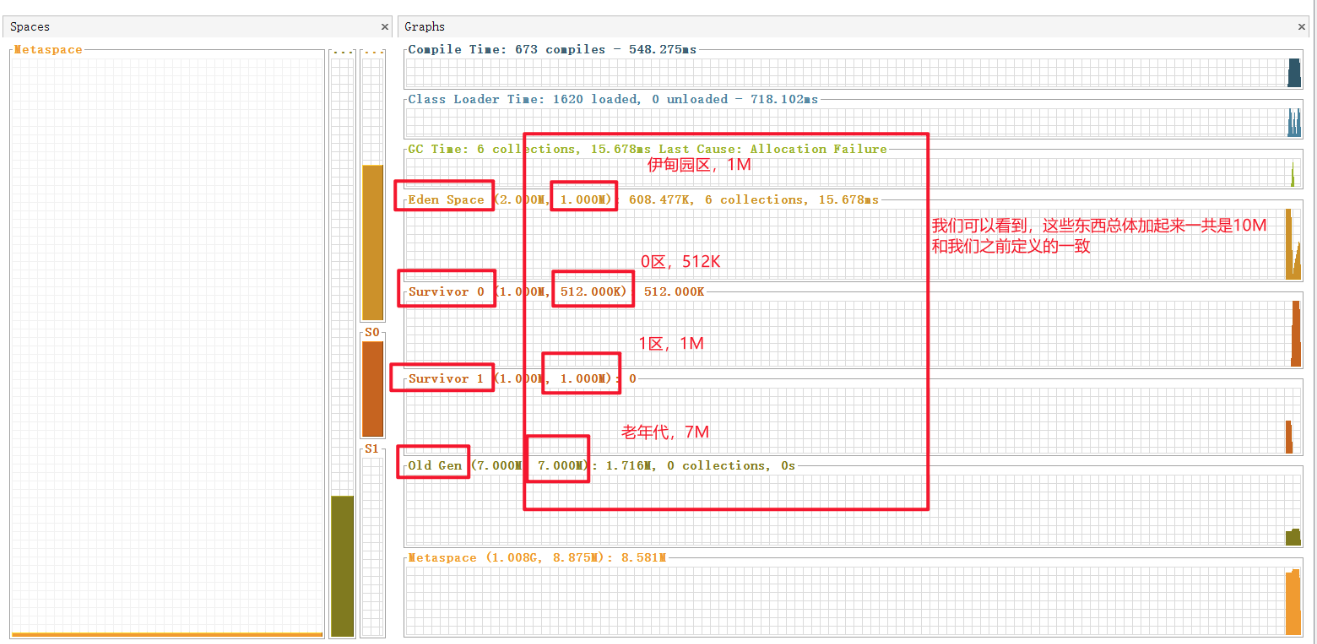 Spaces
×
Graphs
×
Metaspace
...
...
Compile Time: 673 compiles - 548.275ms
Class Loader Time: 1620 loaded, 0 unloaded - 718.102ms
GC Time: 6 collections, 15.678ms Last Cause: Allocation Failure
伊甸园区，1M
Eden Space (2.000M, 1.000M): 608.477K, 6 collections, 15.678ms
我们可以看到，这些东西总体加起来一共是10M
和我们之前定义的一致
0区，512K
Survivor 0 (1.000M, 512.000K): 512.000K
S0
1区，1M
Survivor 1 (1.000M, 1.000M): 0
老年代，7M
S1
Old Gen (7.000M, 7.000M): 1.716M, 0 collections, 0s
Metaspace (1.008G, 8.875M): 8.581M